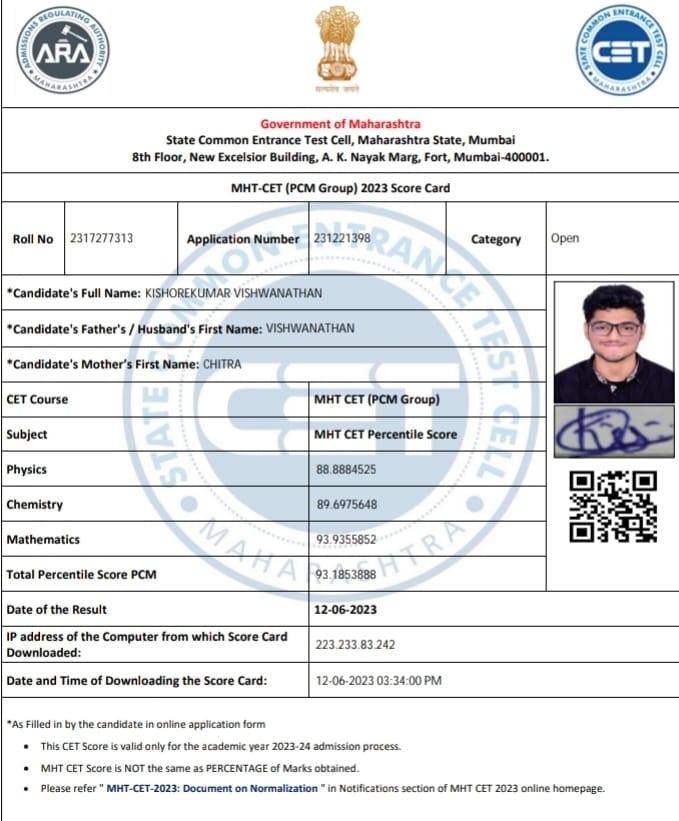 ADMISSIONS REGULATING AUTHORITY
ARA
MAHARASHTRA
सत्यमेव जयते
STATE COMMON ENTRANCE TEST CELL
CET
MAHARASHTRA
Government of Maharashtra
State Common Entrance Test Cell, Maharashtra State, Mumbai
8th Floor, New Excelsior Building, A. K. Nayak Marg, Fort, Mumbai-400001.
MHT-CET (PCM Group) 2023 Score Card
Roll No 2317277313 Application Number 231221398 Category Open
*Candidate's Full Name: KISHOREKUMAR VISHWANATHAN
*Candidate's Father's / Husband's First Name: VISHWANATHAN
*Candidate's Mother's First Name: CHITRA
CET Course MHT CET (PCM Group)
Subject MHT CET Percentile Score
Physics 88.8884525
Chemistry 89.6975648
Mathematics 93.9355852
Total Percentile Score PCM 93.1853888
Date of the Result 12-06-2023
IP address of the Computer from which Score Card
Downloaded: 223.233.83.242
Date and Time of Downloading the Score Card: 12-06-2023 03:34:00 PM
STATE COMMON ENTRANCE TEST CELL
CET
MAHARASHTRA
*As Filled in by the candidate in online application form
• This CET Score is valid only for the academic year 2023-24 admission process.
• MHT CET Score is NOT the same as PERCENTAGE of Marks obtained.
• Please refer " MHT-CET-2023: Document on Normalization " in Notifications section of MHT CET 2023 online homepage.